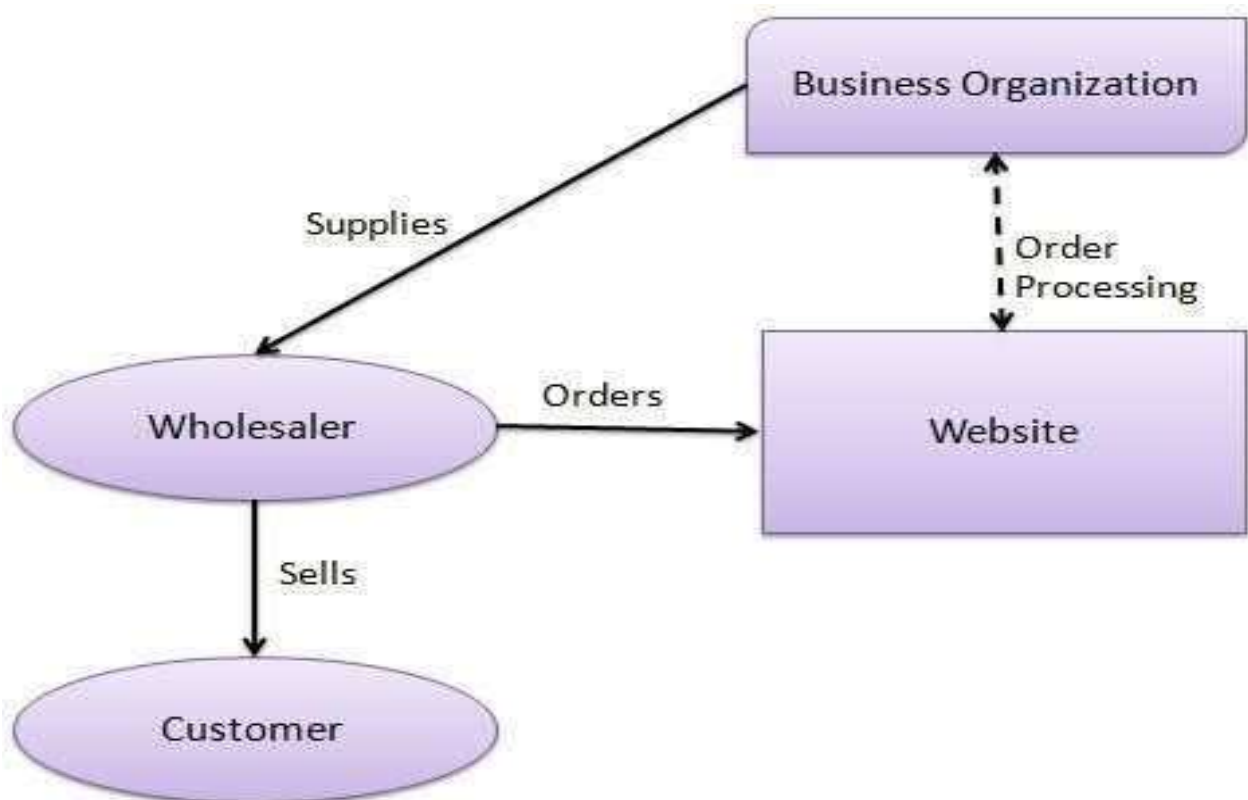 Business Organization
Supplies
Order
Processing
Orders
Wholesaler
Website
Sells
Customer